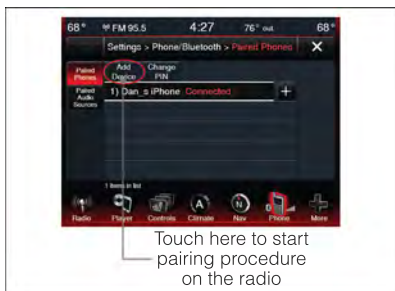 68° FM 95.5 4:27 76° out 68°
Settings > Phone/Bluetooth > Paired Phones X
Paired Phones
Add Device
Change PIN
Paired Audio Sources
1) Dan_s iPhone Connected +
1 Items in list
Radio Player Controls Climate Nav Phone More
Touch here to start
pairing procedure
on the radio